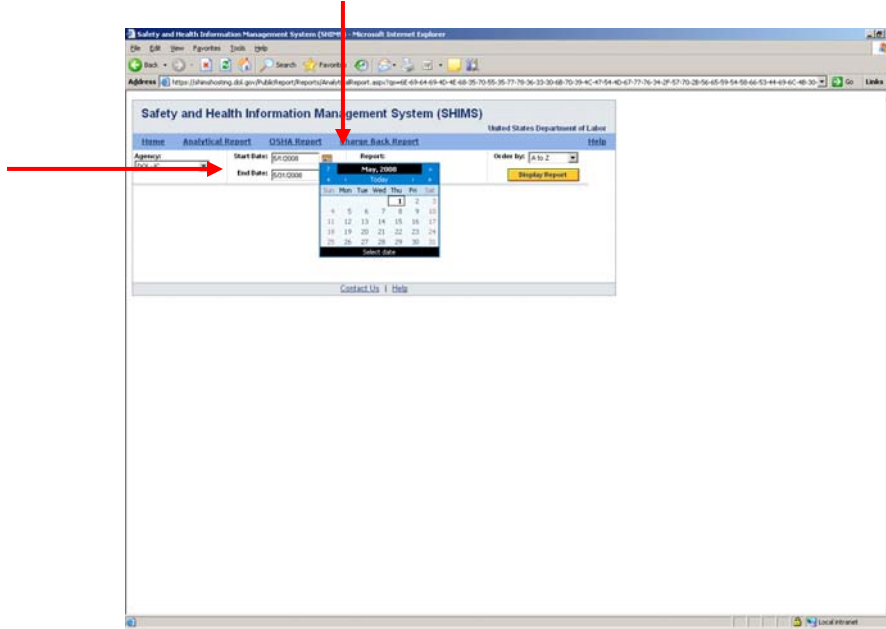 Safety and Health Information Management System (SHIMS) - Microsoft Internet Explorer
File Edit View Favorites Tools Help
Back Search Favorites
Address Go Links
Safety and Health Information Management System (SHIMS)
United States Department of Labor
Home Analytical Report OSHA Report Charge Back Report Help
Agency: Start Date: 5/1/2008 Report: Order by: A to Z
End Date: 5/31/2008 Display Report
? May, 2008 ×
« ‹ Today › »
Sun Mon Tue Wed Thu Fri Sat
1 2 3
4 5 6 7 8 9 10
11 12 13 14 15 16 17
18 19 20 21 22 23 24
25 26 27 28 29 30 31
Select date
Contact Us | Help
Local intranet